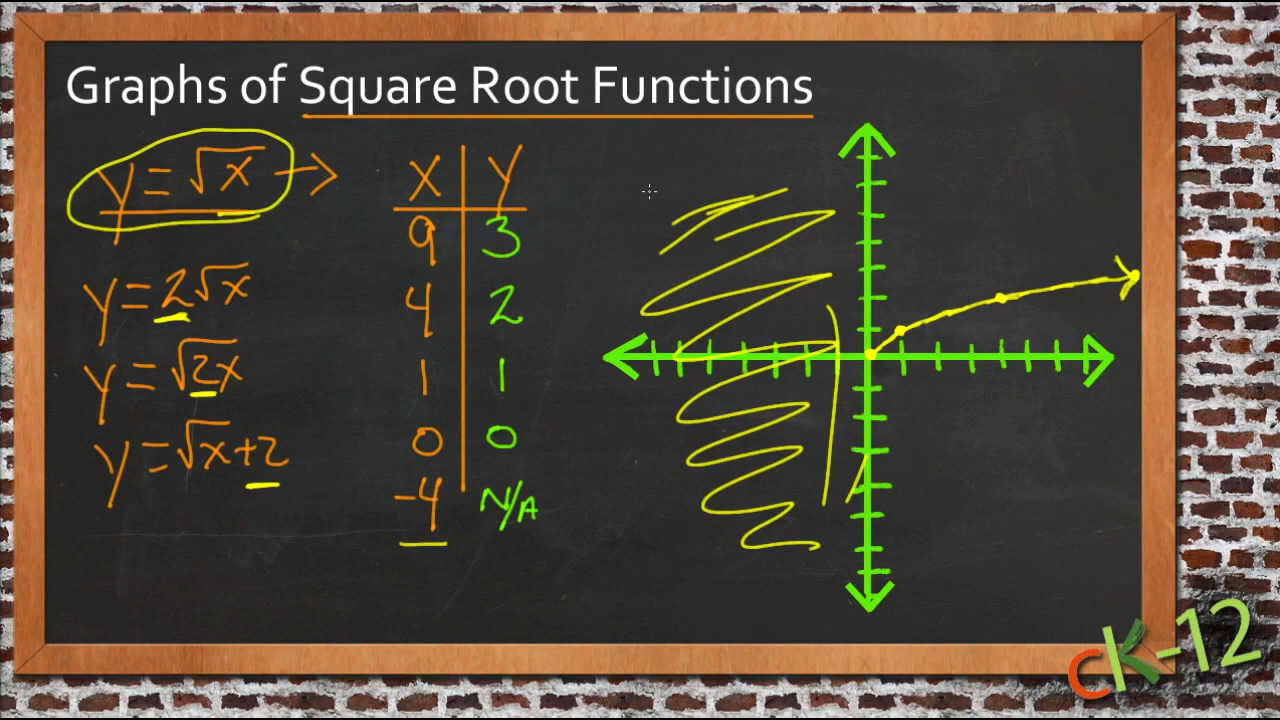 Graphs of Square Root Functions
y = √x →
y = 2√x
y = √2x
y = √x+2
X Y
9 3
4 2
1 1
0 0
-4 N/A
CK-12